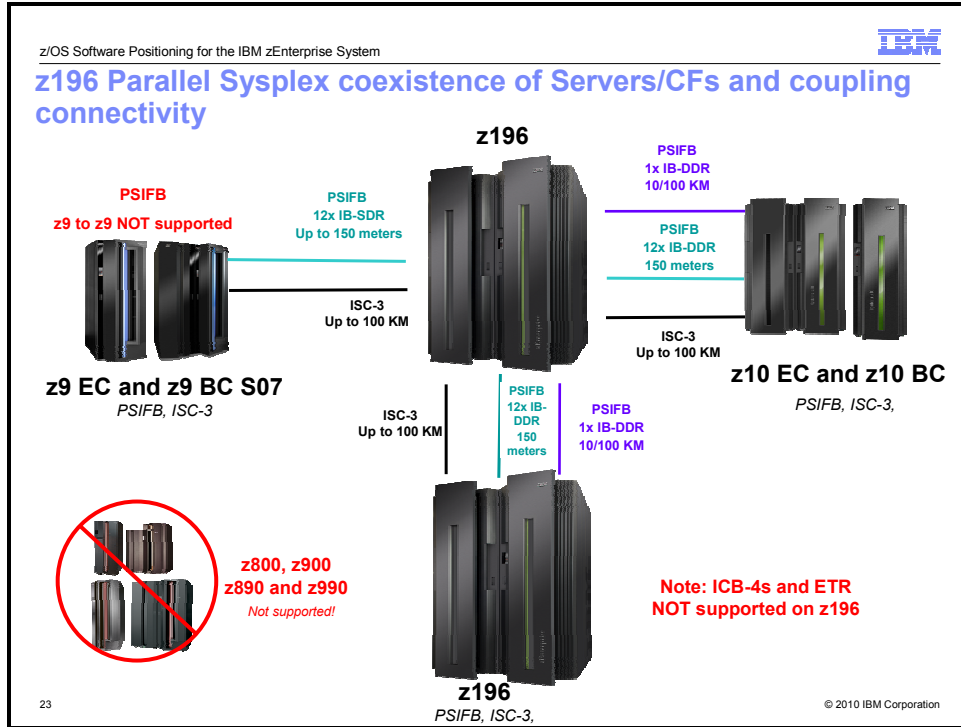 z/OS Software Positioning for the IBM zEnterprise System
IBM
z196 Parallel Sysplex coexistence of Servers/CFs and coupling
connectivity
z196
PSIFB
z9 to z9 NOT supported
PSIFB
12x IB-SDR
Up to 150 meters
ISC-3
Up to 100 KM
z9 EC and z9 BC S07
PSIFB, ISC-3
PSIFB
1x IB-DDR
10/100 KM
PSIFB
12x IB-DDR
150 meters
ISC-3
Up to 100 KM
z10 EC and z10 BC
PSIFB, ISC-3,
ISC-3
Up to 100 KM
PSIFB
12x IB-
DDR
150
meters
PSIFB
1x IB-DDR
10/100 KM
z800, z900
z890 and z990
Not supported!
Note: ICB-4s and ETR
NOT supported on z196
z196
PSIFB, ISC-3,
23
© 2010 IBM Corporation